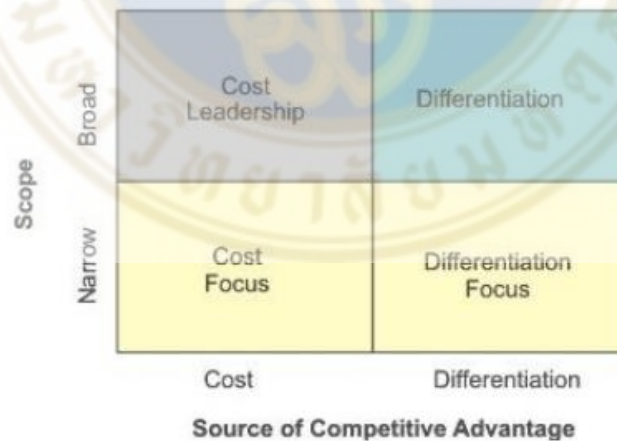 Scope
Broad
Cost
Leadership
Differentiation
Narrow
Cost
Focus
Differentiation
Focus
Cost
Differentiation
Source of Competitive Advantage